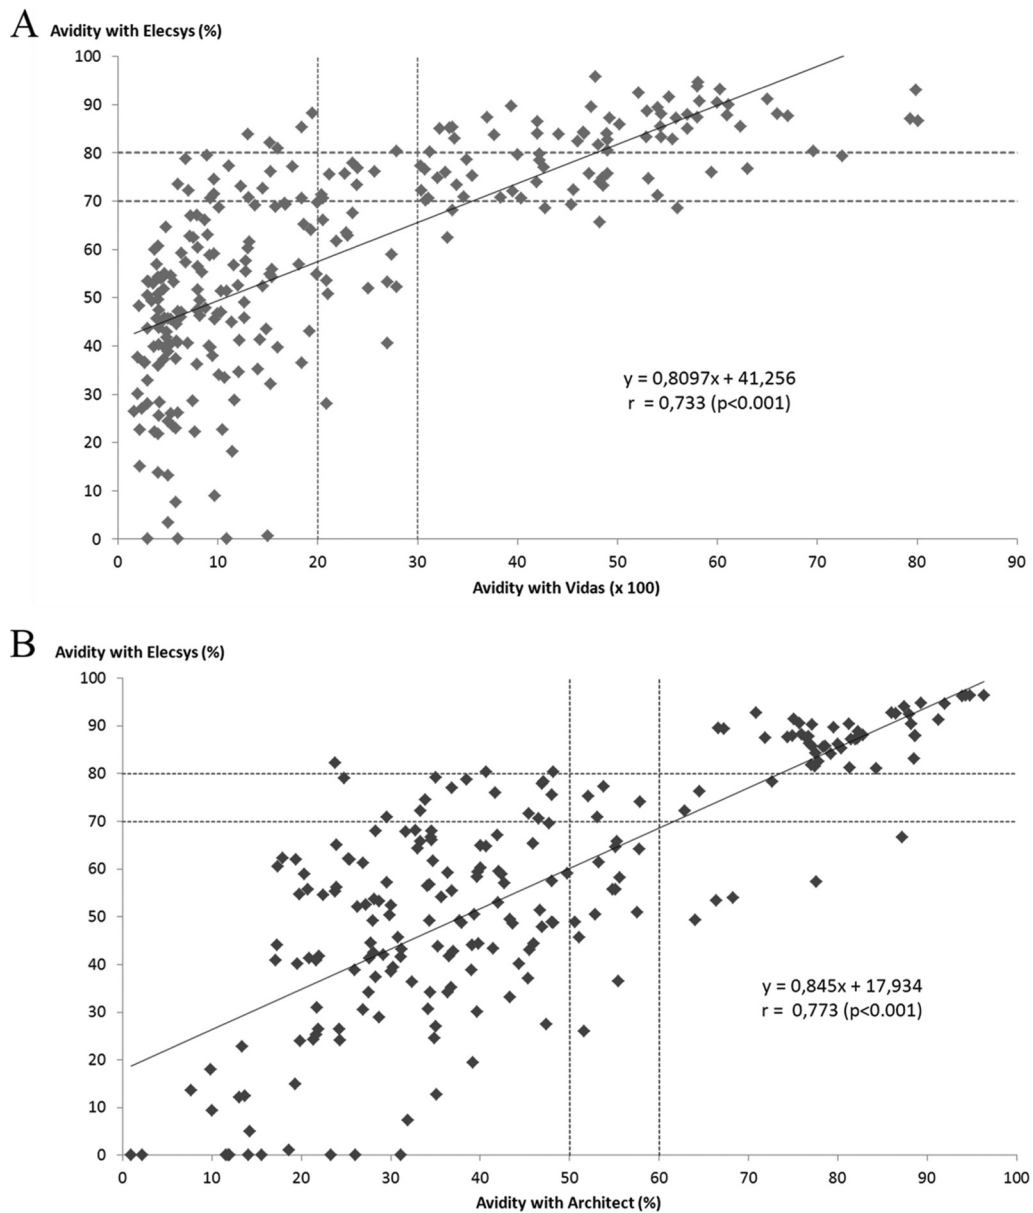 A
Avidity with Elecsys (%)
100
90
80
70
60
50
40
30
20
10
0
y = 0,8097x + 41,256
r = 0,733 (p<0.001)
0 10 20 30 40 50 60 70 80 90
Avidity with Vidas (x 100)
B
Avidity with Elecsys (%)
100
90
80
70
60
50
40
30
20
10
0
y = 0,845x + 17,934
r = 0,773 (p<0.001)
0 10 20 30 40 50 60 70 80 90 100
Avidity with Architect (%)